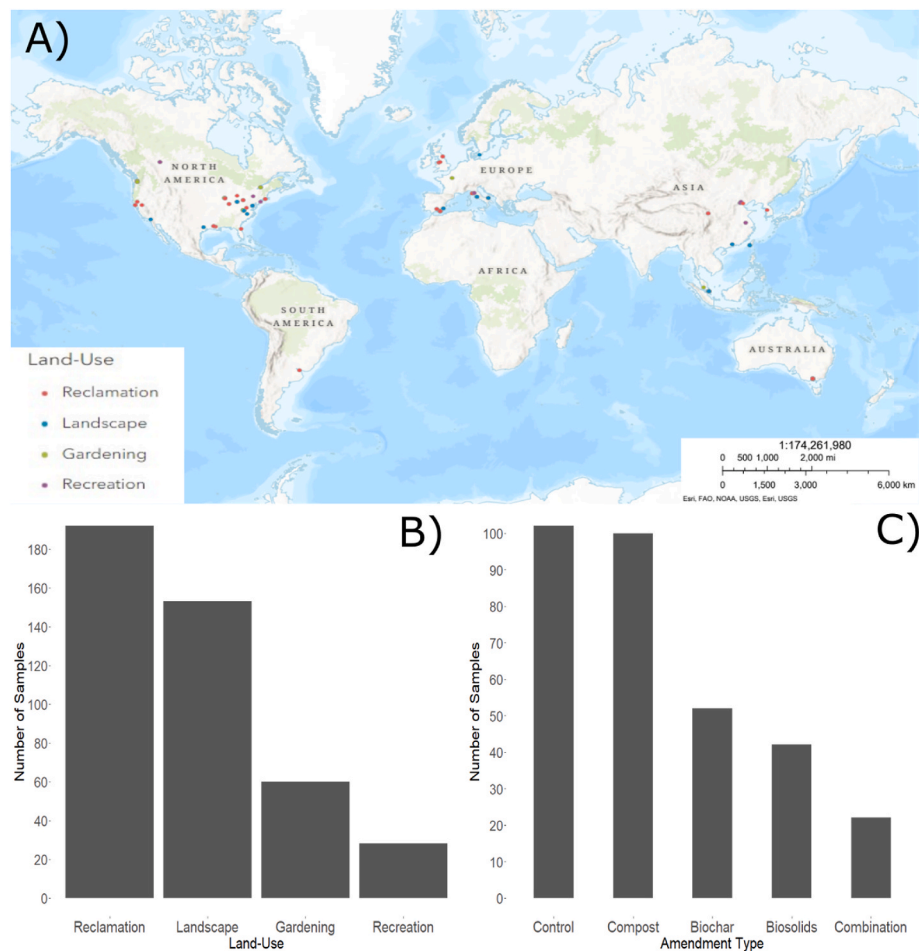 A)
NORTH
AMERICA
EUROPE
ASIA
AFRICA
SOUTH
AMERICA
AUSTRALIA
Land-Use
Reclamation
Landscape
Gardening
Recreation
1:174,261,980
0 500 1,000 2,000 mi
0 1,500 3,000 6,000 km
Esri, FAO, NOAA, USGS, Esri, USGS
B)
Number of Samples
180
160
140
120
100
80
60
40
20
0
Reclamation Landscape Gardening Recreation
Land-Use
C)
Number of Samples
100
90
80
70
60
50
40
30
20
10
0
Control Compost Biochar Biosolids Combination
Amendment Type